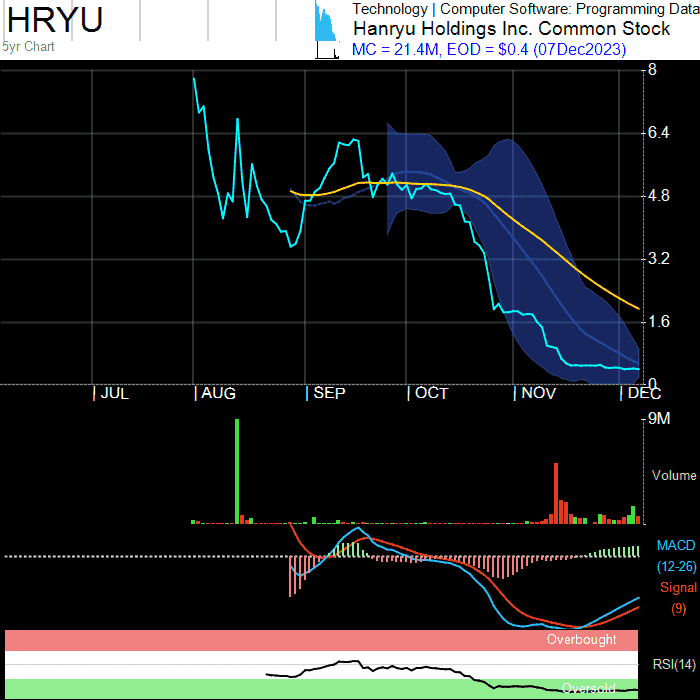 HRYU
5yr Chart
Technology | Computer Software: Programming Data
Hanryu Holdings Inc. Common Stock
MC = 21.4M, EOD = $0.4 (07Dec2023)
8
6.4
4.8
3.2
1.6
0
JUL AUG SEP OCT NOV DEC
9M
Volume
MACD
(12-26)
Signal
(9)
Overbought
RSI(14)
Oversold